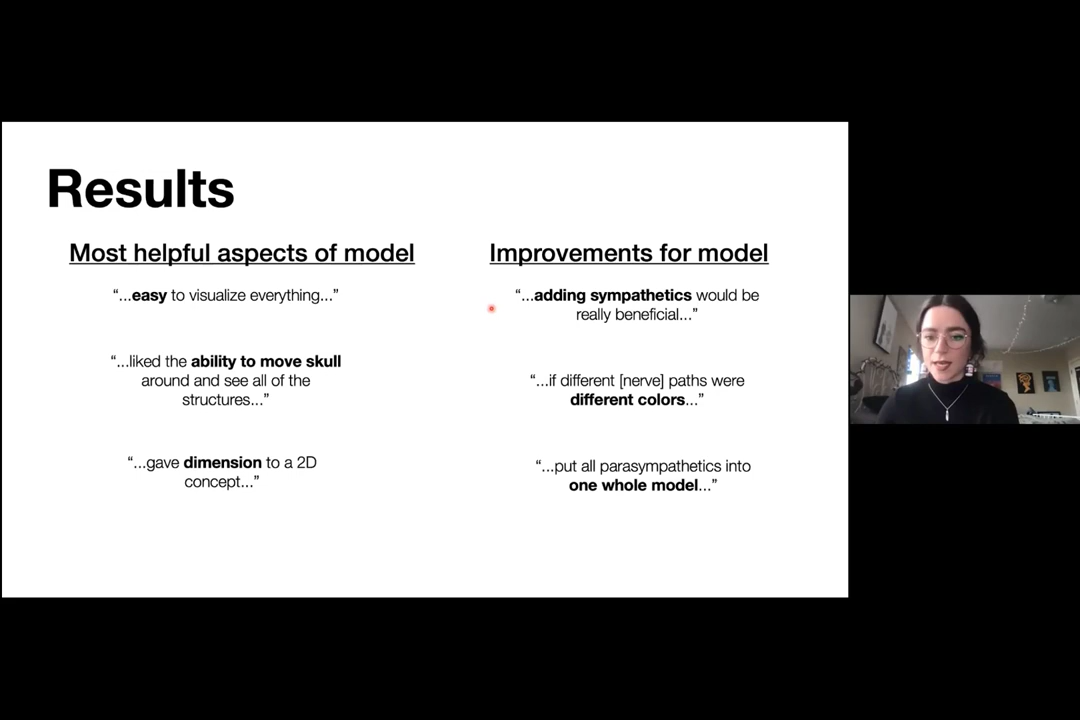 Results
Most helpful aspects of model
“...easy to visualize everything...”
“...liked the ability to move skull
around and see all of the
structures...”
“...gave dimension to a 2D
concept...”
Improvements for model
“...adding sympathetics would be
really beneficial...”
“...if different [nerve] paths were
different colors...”
“...put all parasympathetics into
one whole model...”